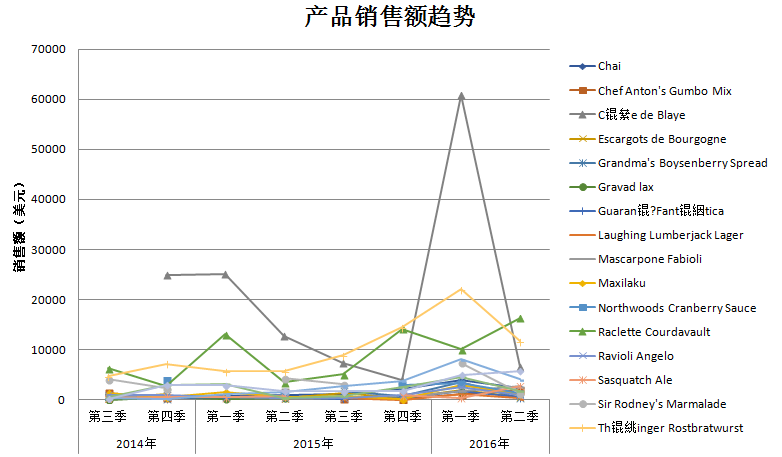 产品销售额趋势
销售额（美元）
70000
60000
50000
40000
30000
20000
10000
0
第三季 第四季 第一季 第二季 第三季 第四季 第一季 第二季
2014年 2015年 2016年
Chai
Chef Anton's Gumbo Mix
C锟絭e de Blaye
Escargots de Bourgogne
Grandma's Boysenberry Spread
Gravad lax
Guaran锟?Fant锟絪tica
Laughing Lumberjack Lager
Mascarpone Fabioli
Maxilaku
Northwoods Cranberry Sauce
Raclette Courdavault
Ravioli Angelo
Sasquatch Ale
Sir Rodney's Marmalade
Th锟絩inger Rostbratwurst